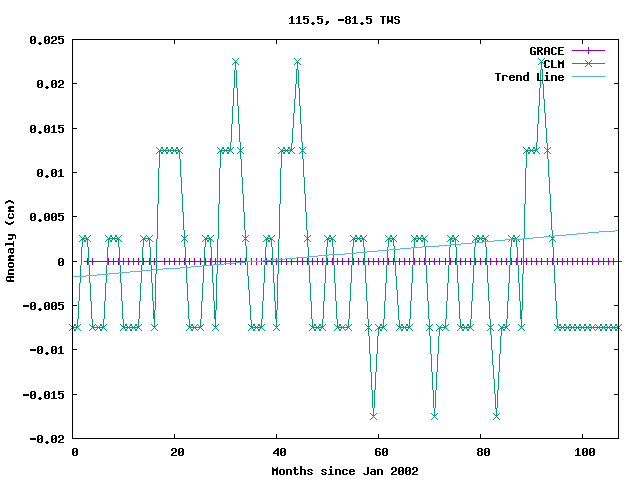 115.5, -81.5 TWS
0.025
0.02
0.015
0.01
0.005
0
-0.005
-0.01
-0.015
-0.02
Anomaly (cm)
GRACE
CLM
Trend Line
0 20 40 60 80 100
Months since Jan 2002